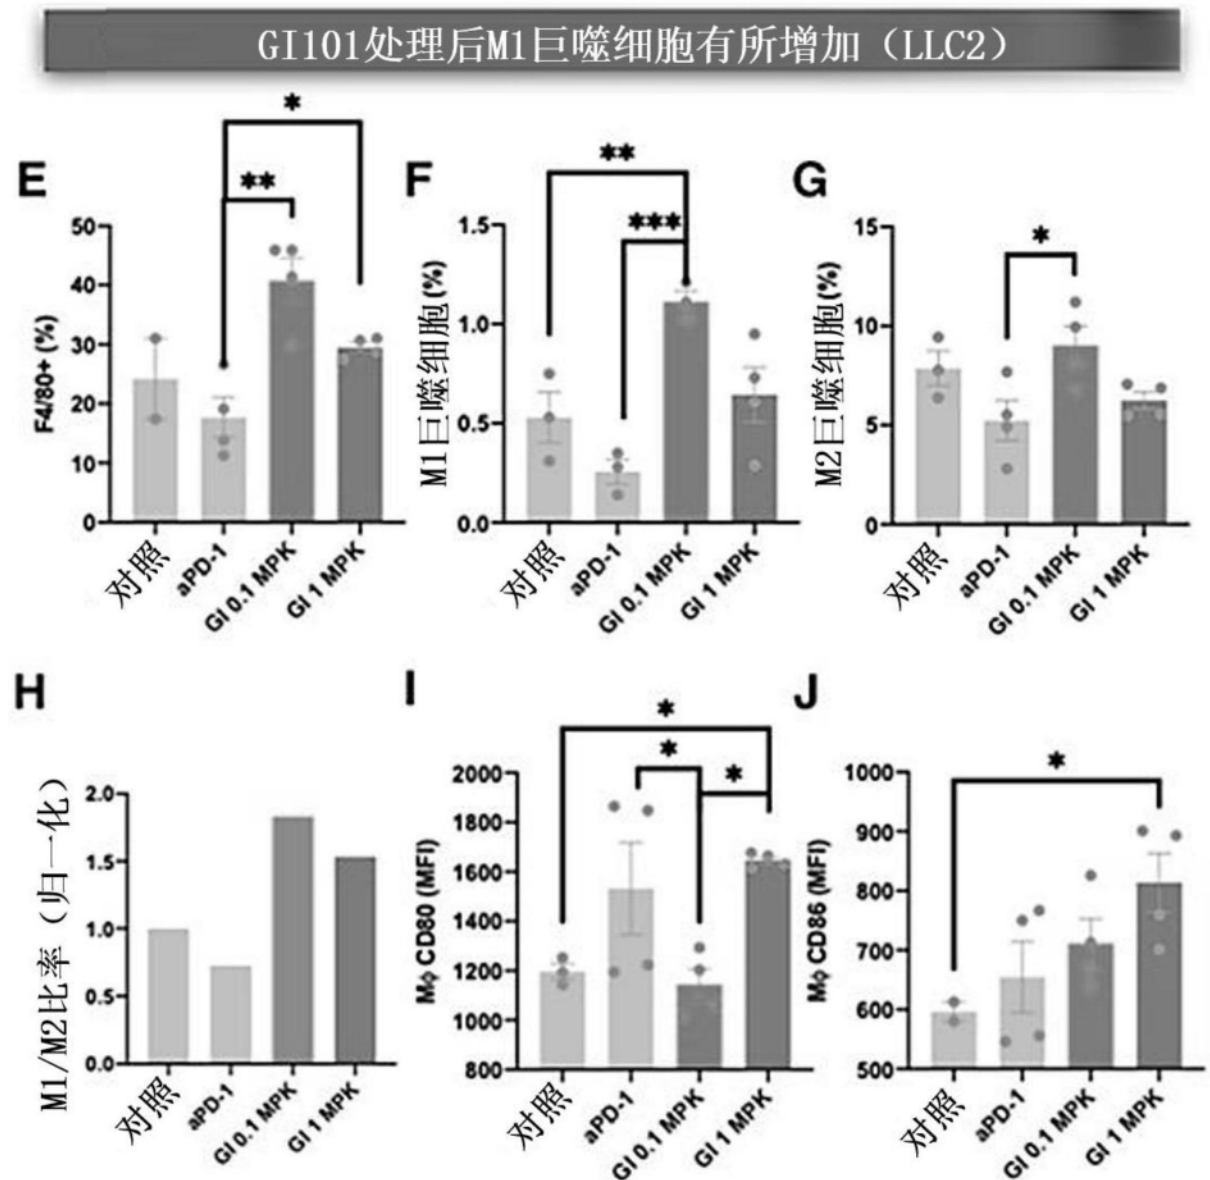 GI101处理后M1巨噬细胞有所增加（LLC2）
E
F4/80+ (%)
50
40
30
20
10
0
*
**
对照
aPD-1
GI 0.1 MPK
GI 1 MPK
F
M1巨噬细胞(%)
1.5
1.0
0.5
0.0
**
***
对照
aPD-1
GI 0.1 MPK
GI 1 MPK
G
M2巨噬细胞(%)
15
10
5
0
*
对照
aPD-1
GI 0.1 MPK
GI 1 MPK
H
M1/M2比率（归一化）
2.0
1.5
1.0
0.5
0.0
对照
aPD-1
GI 0.1 MPK
GI 1 MPK
I
Mφ CD80 (MFI)
2000
1800
1600
1400
1200
1000
800
*
*
*
对照
aPD-1
GI 0.1 MPK
GI 1 MPK
J
Mφ CD86 (MFI)
1000
900
800
700
600
500
*
对照
aPD-1
GI 0.1 MPK
GI 1 MPK